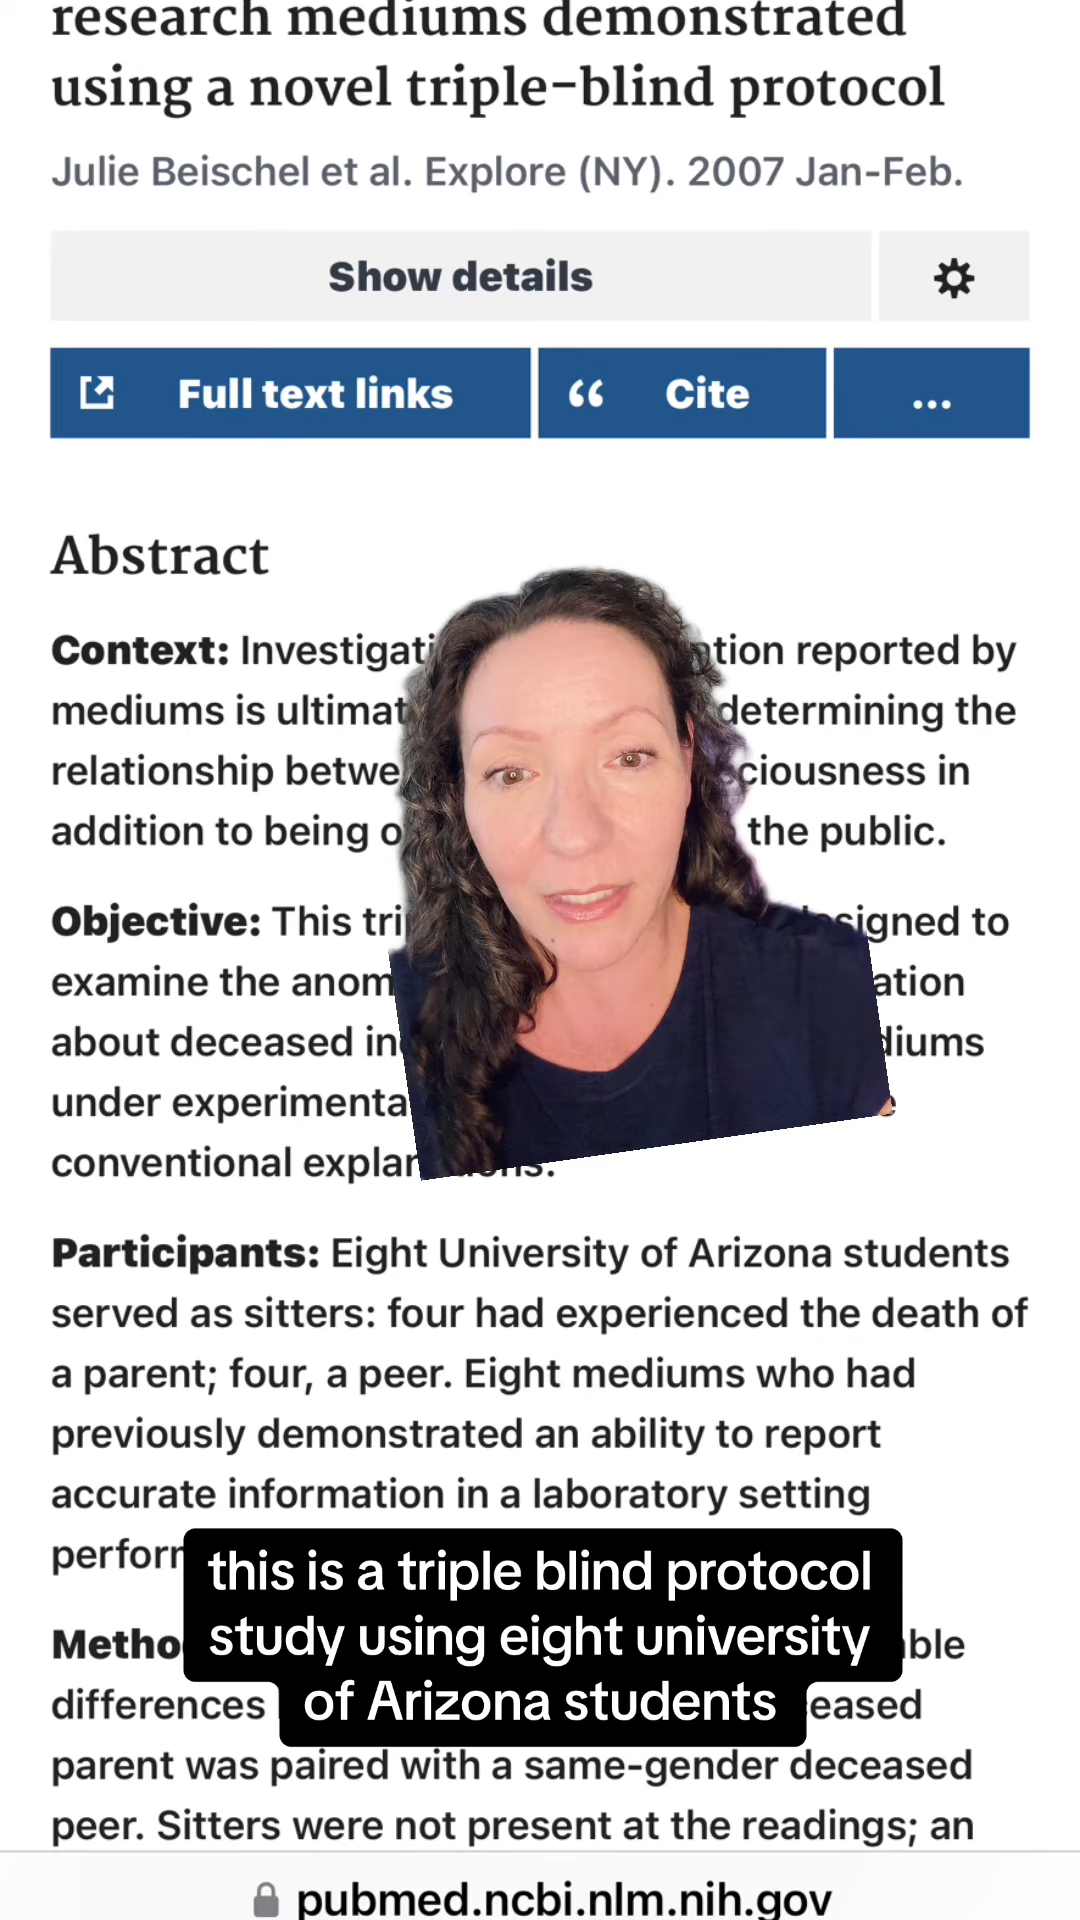 research mediums demonstrated
using a novel triple-blind protocol
Julie Beischel et al. Explore (NY). 2007 Jan-Feb.
Show details
Full text links
Cite
...
Abstract
Context: Investigati tion reported by
mediums is ultimat determining the
relationship betwe ciousness in
addition to being o the public.
Objective: This tri signed to
examine the anom ation
about deceased in diums
under experimenta
conventional explan
Participants: Eight University of Arizona students
served as sitters: four had experienced the death of
a parent; four, a peer. Eight mediums who had
previously demonstrated an ability to report
accurate information in a laboratory setting
perfor
this is a triple blind protocol
study using eight university
of Arizona students
Metho ble
differences eased
parent was paired with a same-gender deceased
peer. Sitters were not present at the readings; an
pubmed.ncbi.nlm.nih.gov